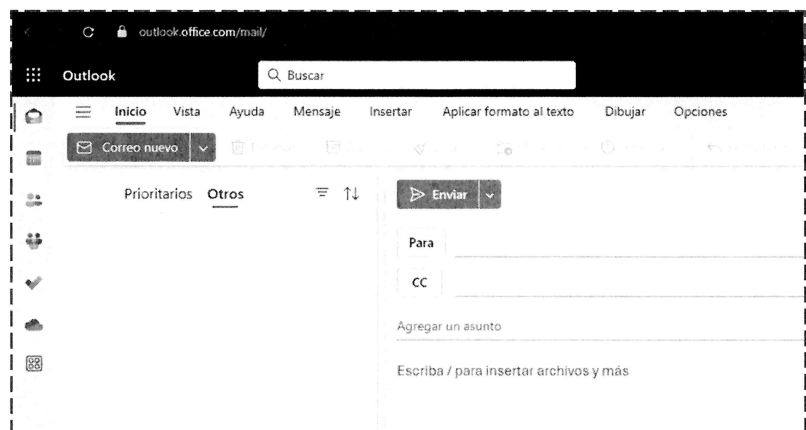 outlook.office.com/mail/
Outlook
Buscar
Inicio Vista Ayuda Mensaje Insertar Aplicar formato al texto Dibujar Opciones
Correo nuevo
Prioritarios Otros
Enviar
Para
CC
Agregar un asunto
Escriba / para insertar archivos y más